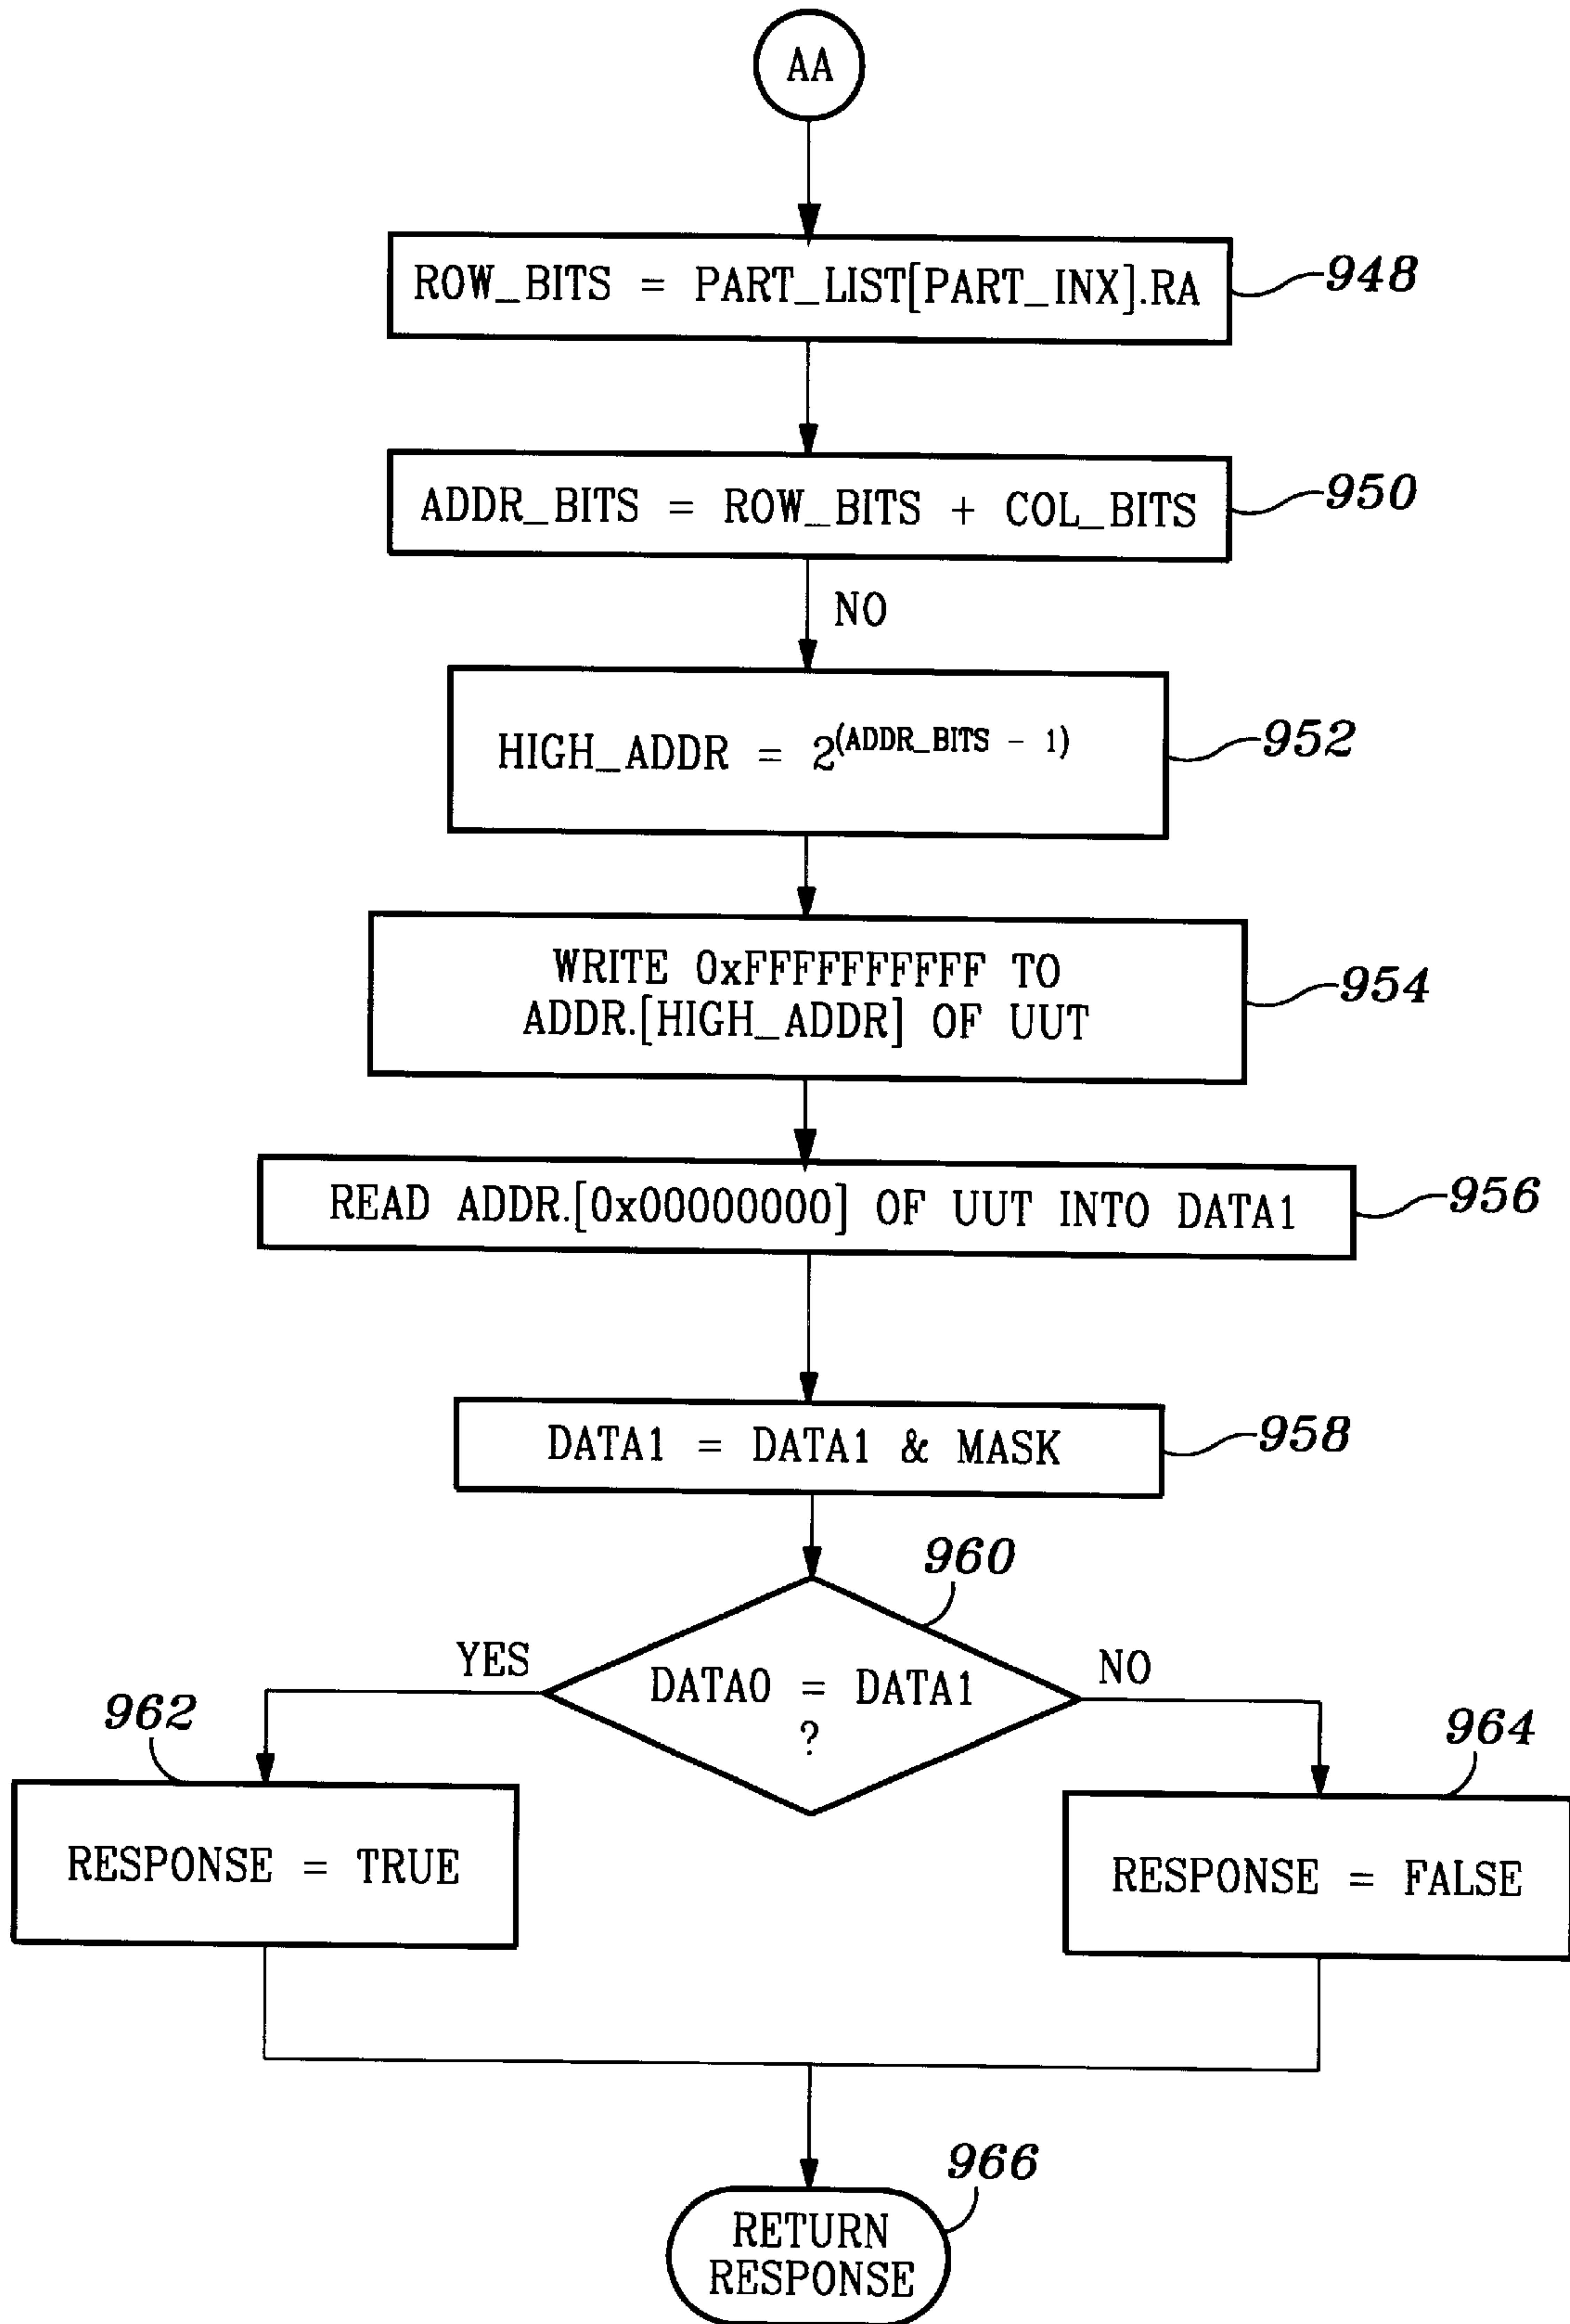 AA
ROW_BITS = PART_LIST[PART_INX].RA
948
ADDR_BITS = ROW_BITS + COL_BITS
950
NO
HIGH_ADDR = 2^(ADDR_BITS - 1)
952
WRITE 0xFFFFFFFFFF TO
ADDR.[HIGH_ADDR] OF UUT
954
READ ADDR.[0x00000000] OF UUT INTO DATA1
956
DATA1 = DATA1 & MASK
958
960
YES
DATA0 = DATA1
?
NO
962
964
RESPONSE = TRUE
RESPONSE = FALSE
966
RETURN
RESPONSE